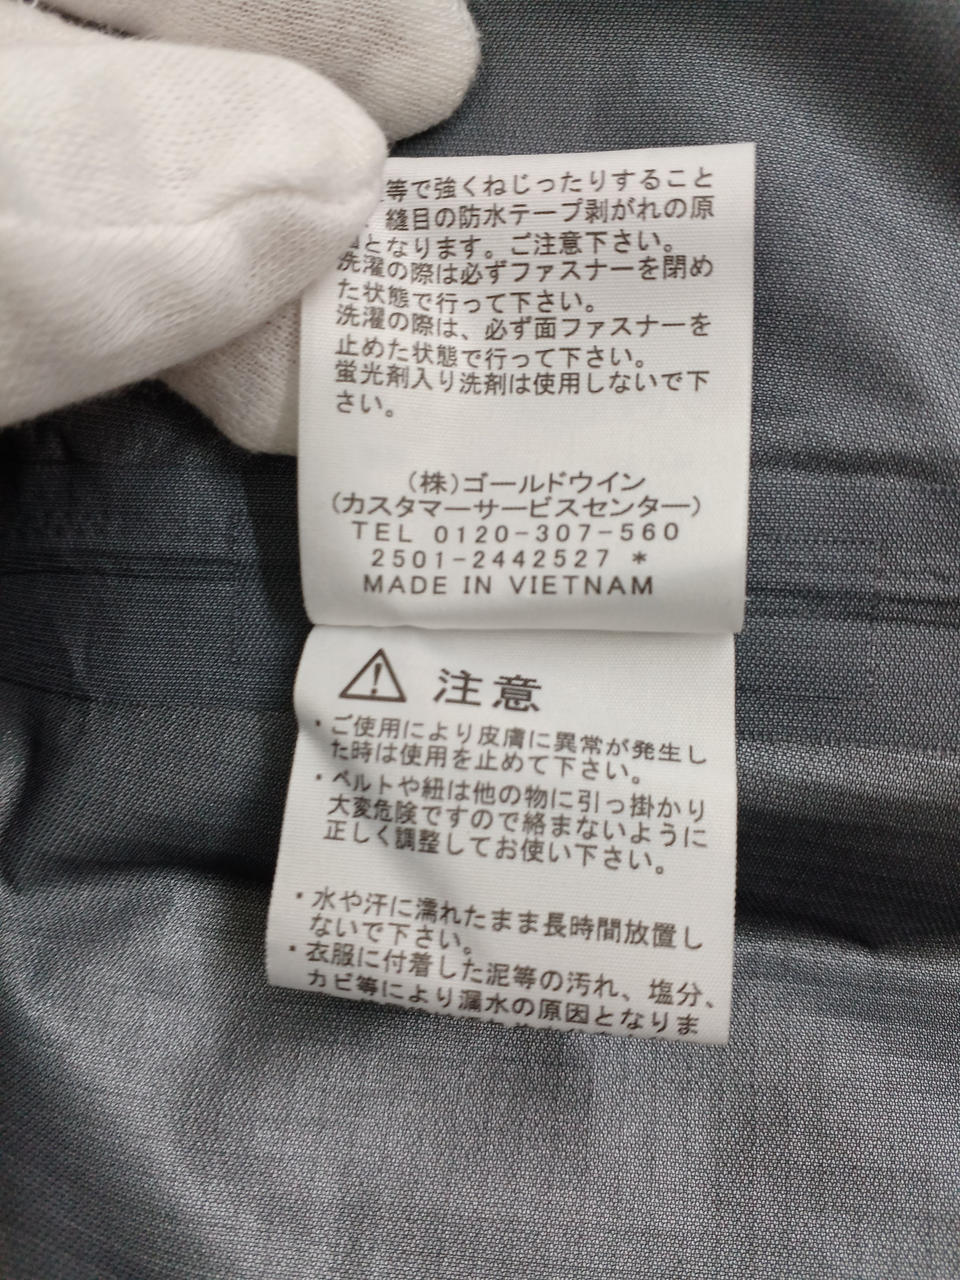 等で強くねじったりすること
縫目の防水テープ剥がれの原
となります。ご注意下さい。
洗濯の際は必ずファスナーを閉め
た状態で行って下さい。
洗濯の際は、必ず面ファスナーを
止めた状態で行って下さい。
蛍光剤入り洗剤は使用しないで下
さい。
(株)ゴールドウイン
(カスタマーサービスセンター)
TEL 0120-307-560
2501-2442527 *
MADE IN VIETNAM
注意
・ご使用により皮膚に異常が発生し
た時は使用を止めて下さい。
・ベルトや紐は他の物に引っ掛かり
大変危険ですので絡まないように
正しく調整してお使い下さい。
・水や汗に濡れたまま長時間放置し
ないで下さい。
・衣服に付着した泥等の汚れ、塩分、
カビ等により漏水の原因となりま